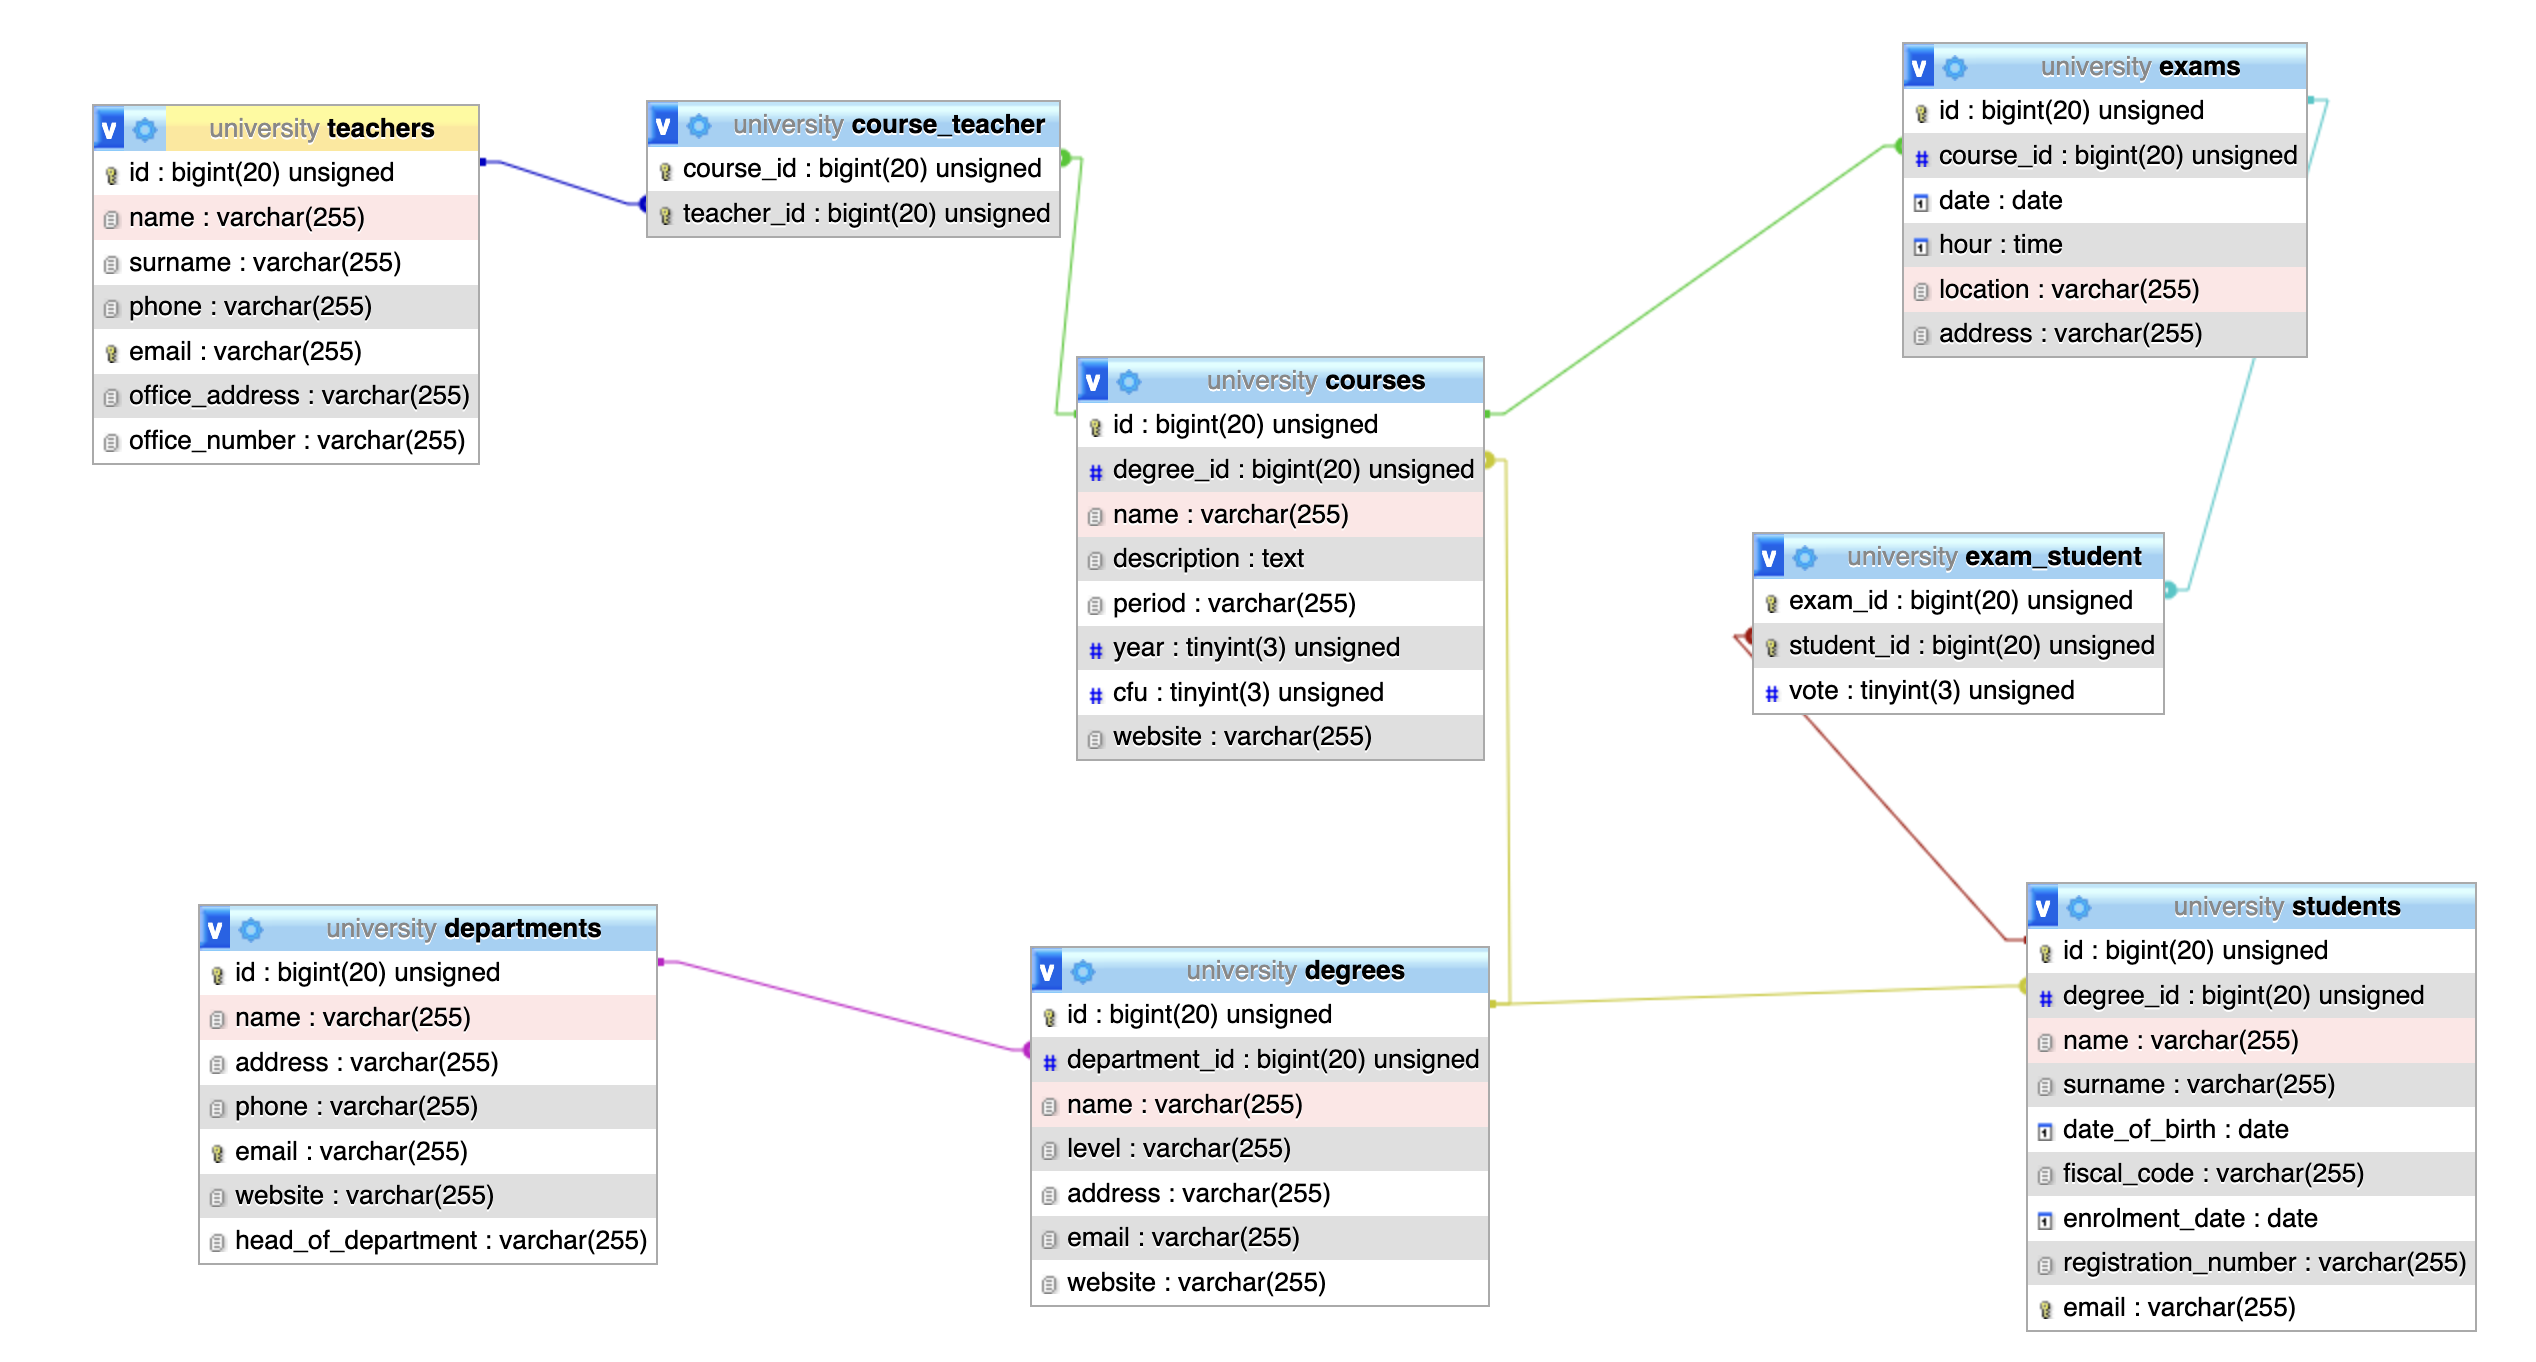 university teachers
id : bigint(20) unsigned
name : varchar(255)
surname : varchar(255)
phone : varchar(255)
email : varchar(255)
office_address : varchar(255)
office_number : varchar(255)
university course_teacher
course_id : bigint(20) unsigned
teacher_id : bigint(20) unsigned
university exams
id : bigint(20) unsigned
course_id : bigint(20) unsigned
date : date
hour : time
location : varchar(255)
address : varchar(255)
university courses
id : bigint(20) unsigned
degree_id : bigint(20) unsigned
name : varchar(255)
description : text
period : varchar(255)
year : tinyint(3) unsigned
cfu : tinyint(3) unsigned
website : varchar(255)
university exam_student
exam_id : bigint(20) unsigned
student_id : bigint(20) unsigned
vote : tinyint(3) unsigned
university departments
id : bigint(20) unsigned
name : varchar(255)
address : varchar(255)
phone : varchar(255)
email : varchar(255)
website : varchar(255)
head_of_department : varchar(255)
university degrees
id : bigint(20) unsigned
department_id : bigint(20) unsigned
name : varchar(255)
level : varchar(255)
address : varchar(255)
email : varchar(255)
website : varchar(255)
university students
id : bigint(20) unsigned
degree_id : bigint(20) unsigned
name : varchar(255)
surname : varchar(255)
date_of_birth : date
fiscal_code : varchar(255)
enrolment_date : date
registration_number : varchar(255)
email : varchar(255)